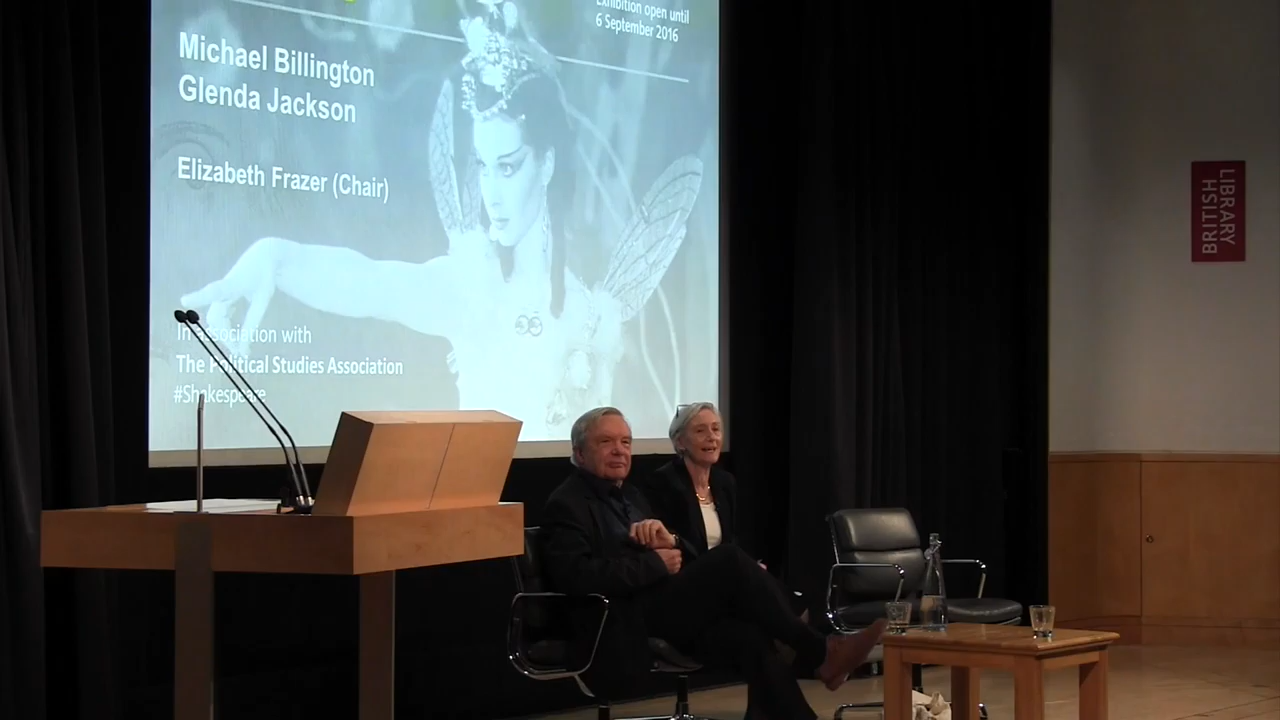 Exhibition open until
6 September 2016
Michael Billington
Glenda Jackson
Elizabeth Frazer (Chair)
In association with
The Political Studies Association
#Shakespeare
LIBRARY
BRITISH